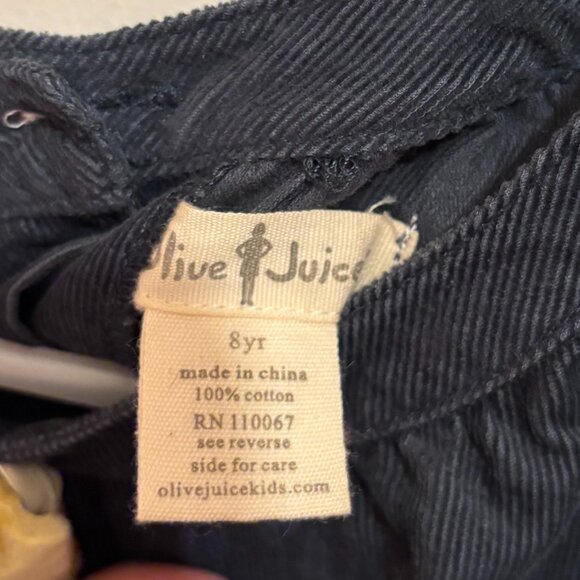 Olive Juice
8yr
made in china
100% cotton
RN 110067
see reverse
side for care
olivejuicekids.com